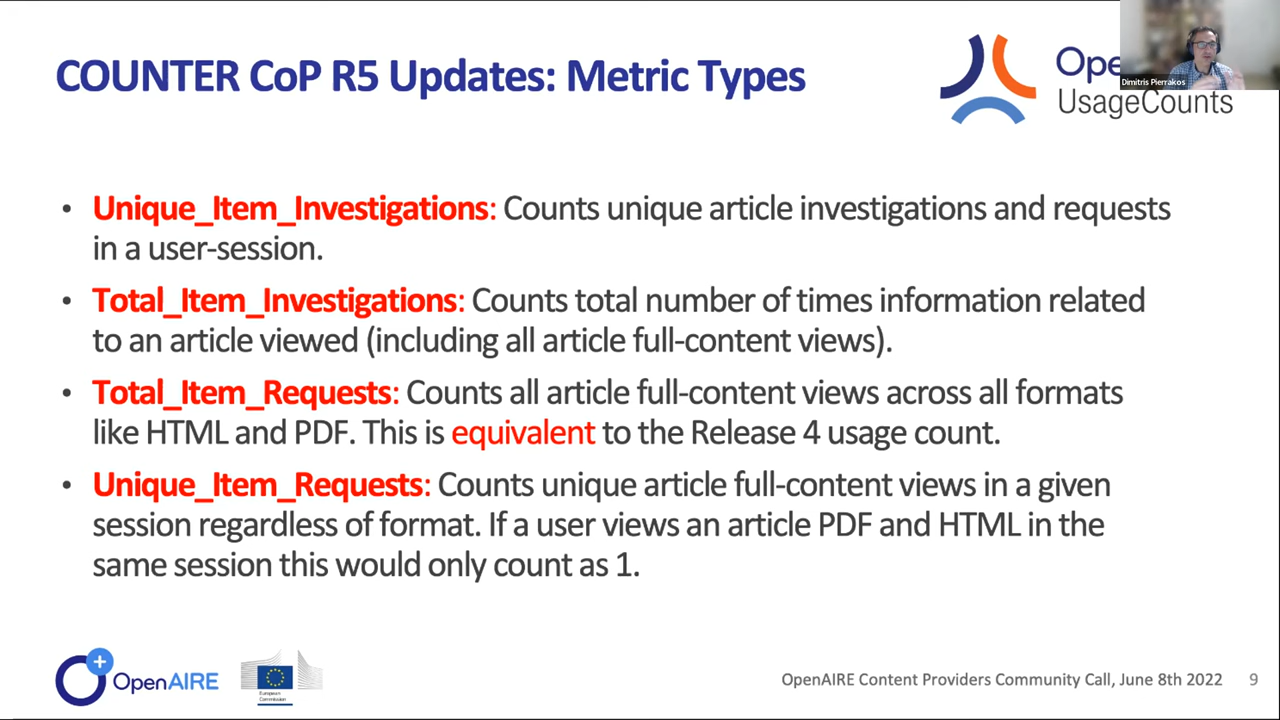 COUNTER CoP R5 Updates: Metric Types
Ope
UsageCounts
Dimitris Pierrakos
• Unique_Item_Investigations: Counts unique article investigations and requests
in a user-session.
• Total_Item_Investigations: Counts total number of times information related
to an article viewed (including all article full-content views).
• Total_Item_Requests: Counts all article full-content views across all formats
like HTML and PDF. This is equivalent to the Release 4 usage count.
• Unique_Item_Requests: Counts unique article full-content views in a given
session regardless of format. If a user views an article PDF and HTML in the
same session this would only count as 1.
OpenAIRE
European
Commission
OpenAIRE Content Providers Community Call, June 8th 2022 9